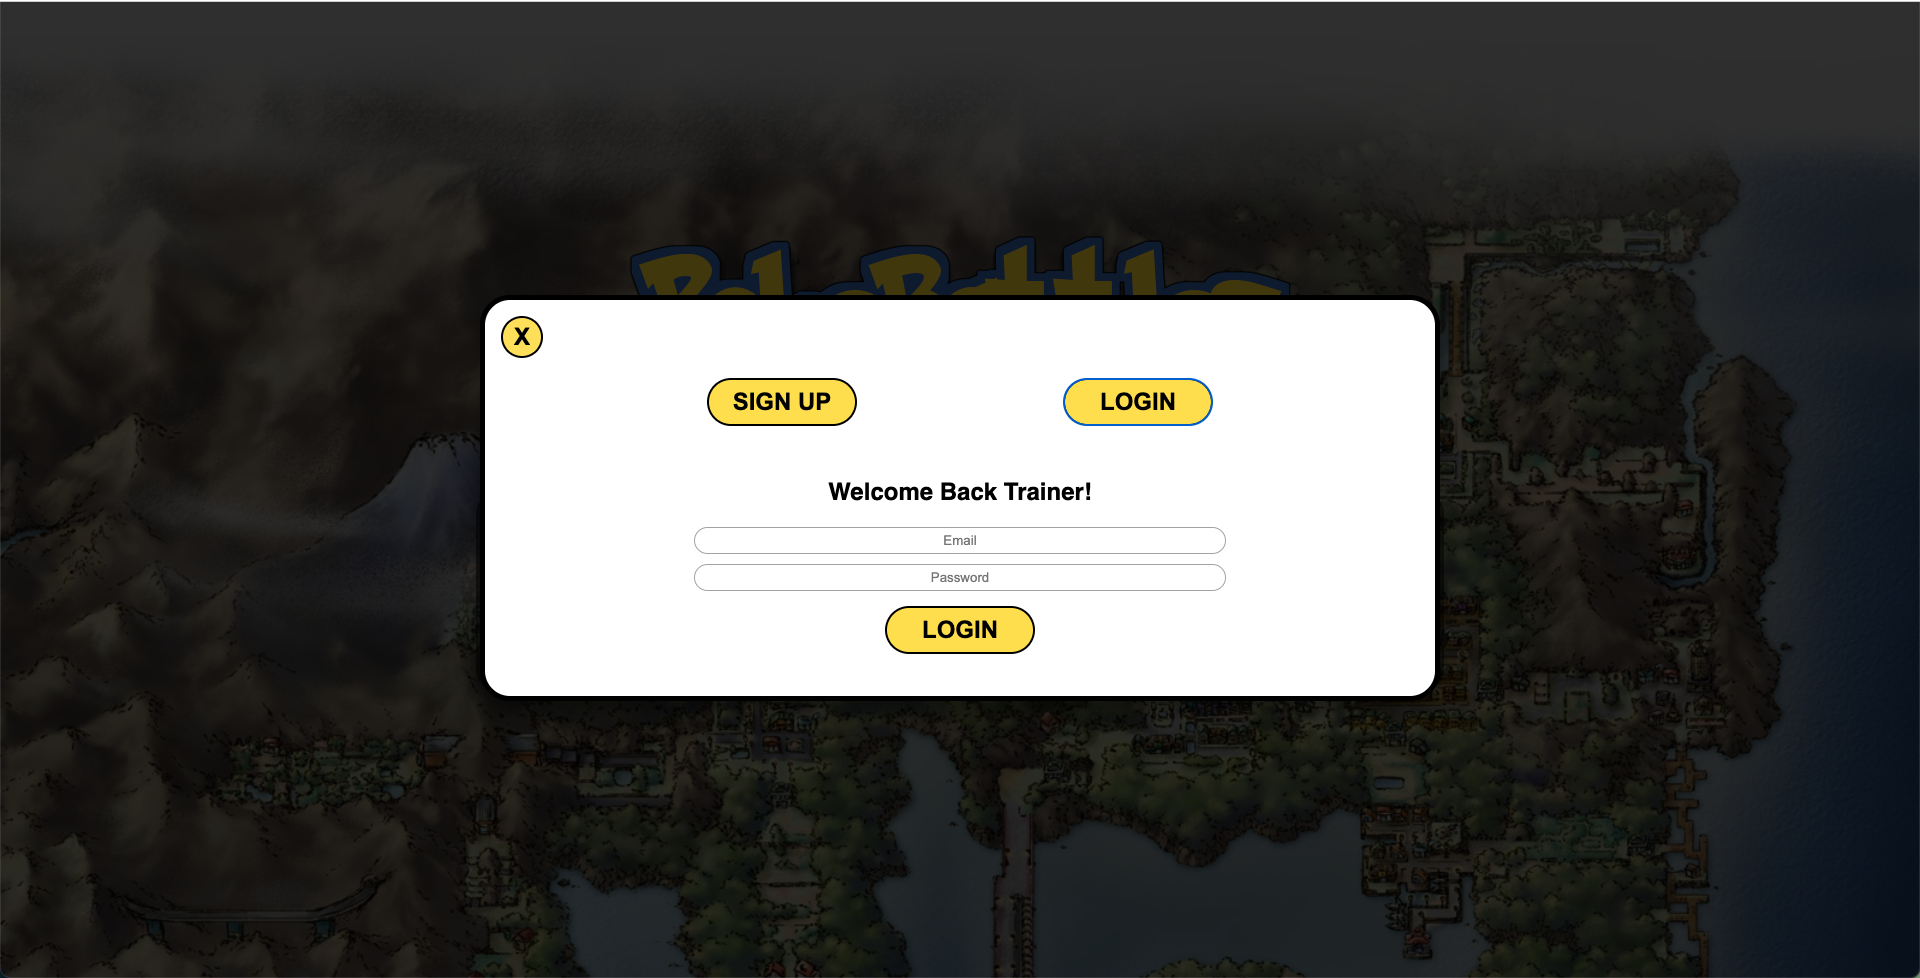 X
SIGN UP LOGIN
Welcome Back Trainer!
Email
Password
LOGIN